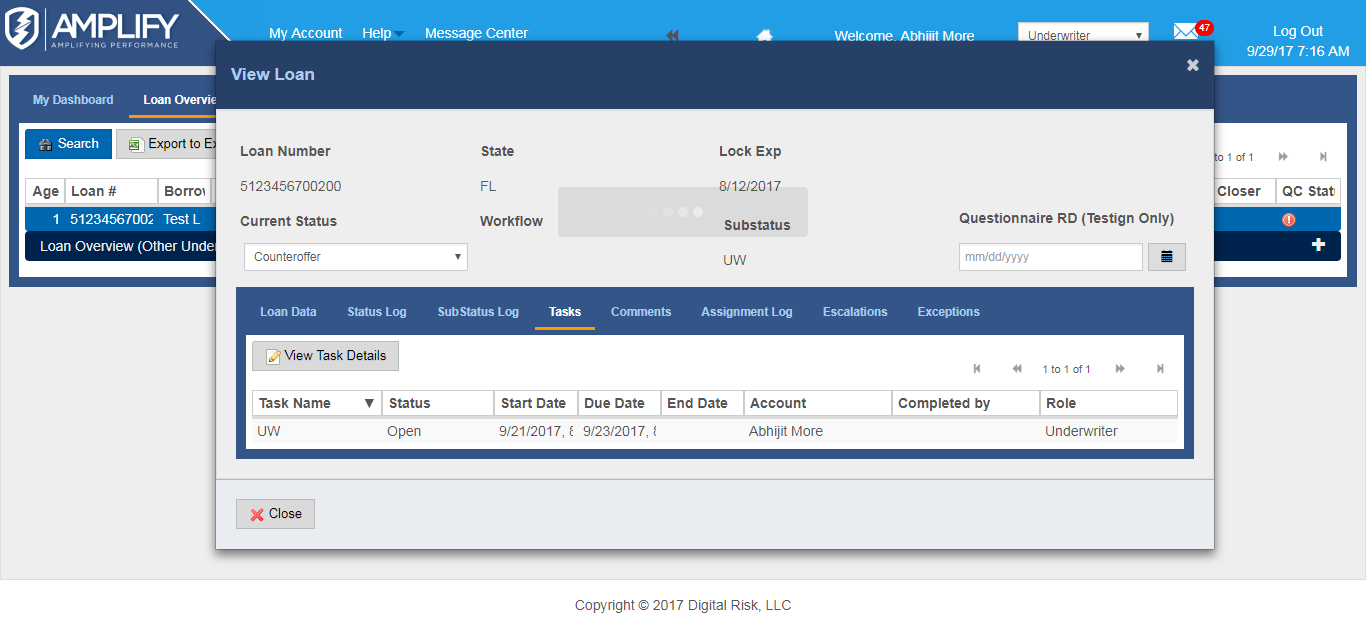 AMPLIFY
AMPLIFYING PERFORMANCE
My Account Help Message Center Welcome, Abhijit More Underwriter 47 Log Out
9/29/17 7:16 AM
View Loan
My Dashboard Loan Overvie
Search Export to Ex
to 1 of 1
Age Loan # Borrow
Closer QC Stat
1 5123456700 Test L
Loan Overview (Other Under
Loan Number State Lock Exp
5123456700200 FL 8/12/2017
Current Status Workflow Substatus Questionnaire RD (Testign Only)
Counteroffer UW mm/dd/yyyy
Loan Data Status Log SubStatus Log Tasks Comments Assignment Log Escalations Exceptions
View Task Details
1 to 1 of 1
Task Name Status Start Date Due Date End Date Account Completed by Role
UW Open 9/21/2017, 9/23/2017, Abhijit More Underwriter
Close
Copyright © 2017 Digital Risk, LLC